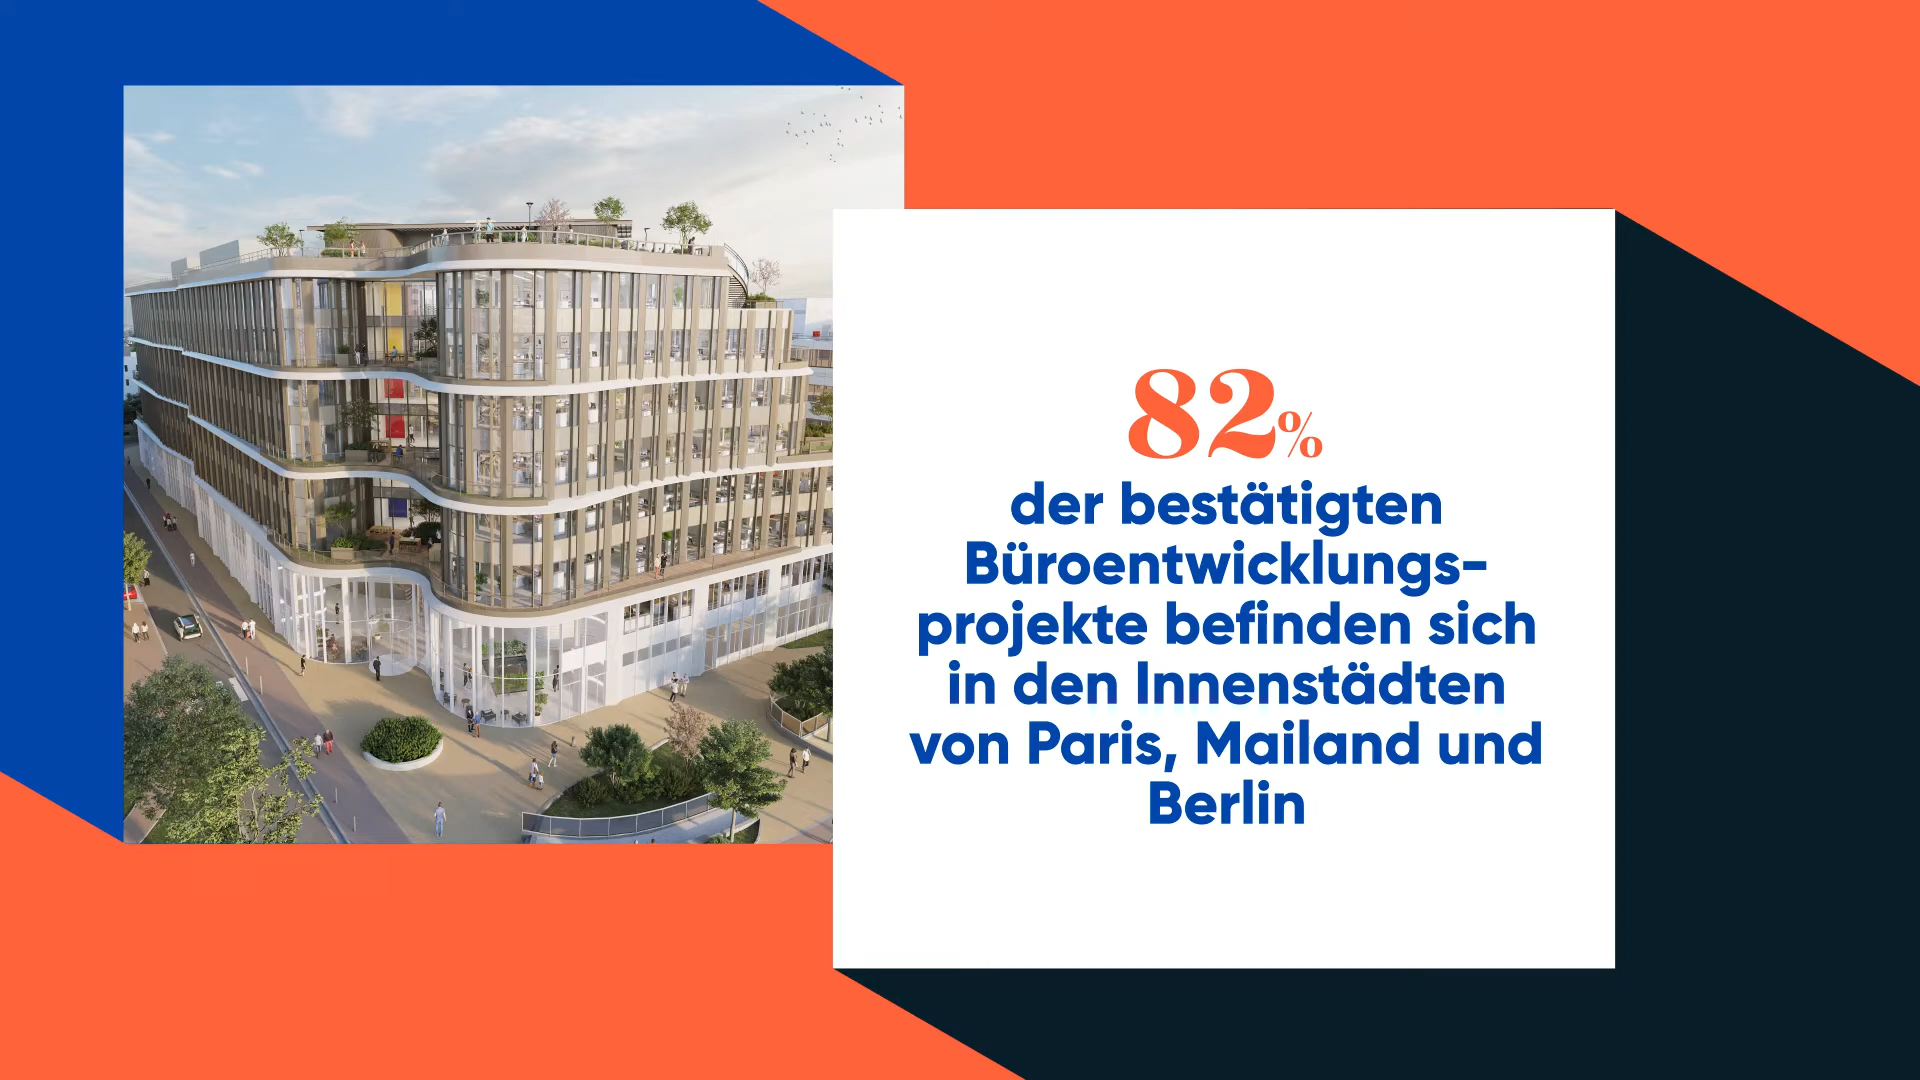 82%
der bestätigten
Büroentwicklungs-
projekte befinden sich
in den Innenstädten
von Paris, Mailand und
Berlin